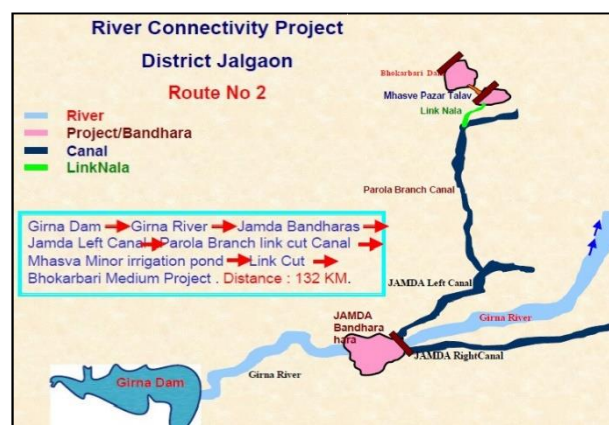 River Connectivity Project
District Jalgaon
Route No 2
River
Project/Bandhara
Canal
LinkNala
Bhokarbari Dam
Mhasve Pazar Talav
Link Nala
Parola Branch Canal
Girna Dam Girna River Jamda Bandharas
Jamda Left Canal Parola Branch link cut Canal
Mhasva Minor irrigation pond Link Cut
Bhokarbari Medium Project . Distance : 132 KM.
JAMDA Left Canal
JAMDA
Bandhara
hara
Girna River
JAMDA RightCanal
Girna River
Girna Dam